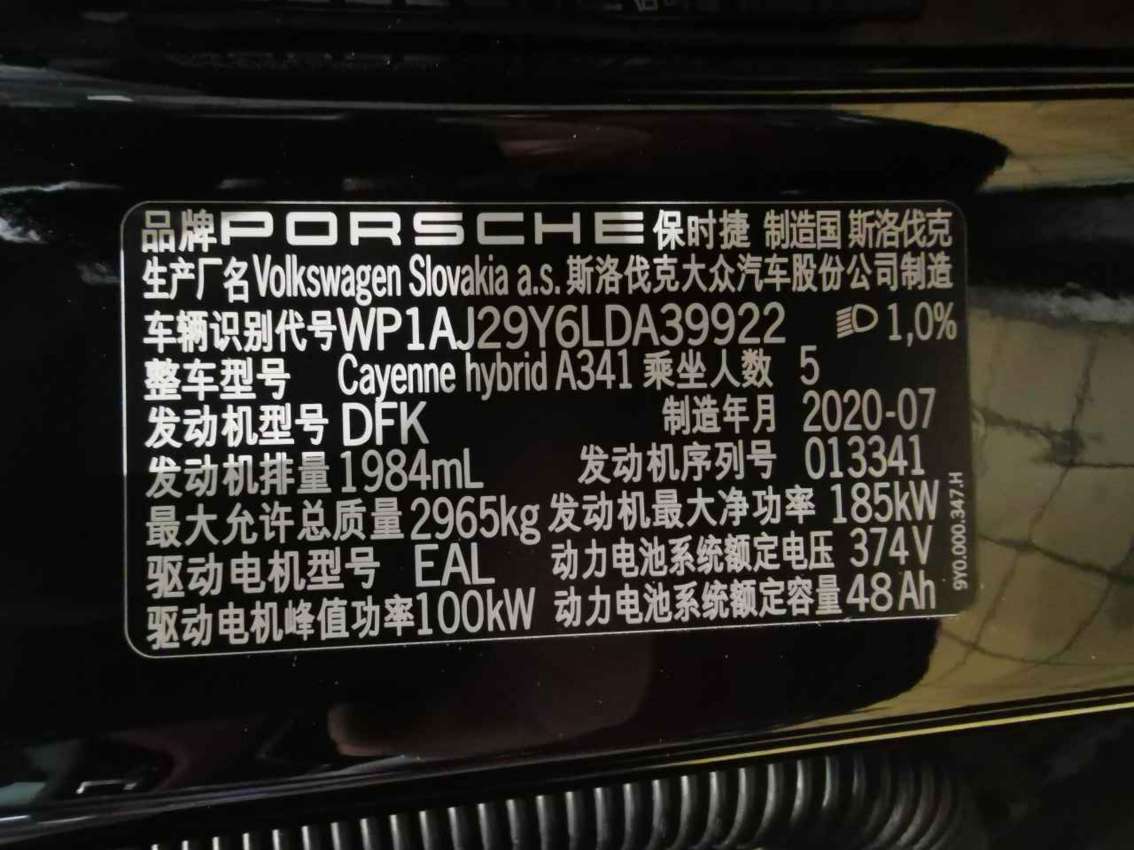 品牌PORSCHE保时捷 制造国 斯洛伐克
生产厂名Volkswagen Slovakia a.s.斯洛伐克大众汽车股份公司制造
车辆识别代号WP1AJ29Y6LDA39922 1,0%
整车型号 Cayenne hybrid A341 乘坐人数 5
发动机型号DFK 制造年月 2020-07
发动机排量1984mL 发动机序列号 013341
最大允许总质量2965kg发动机最大净功率 185kW
驱动电机型号 EAL 动力电池系统额定电压 374V
驱动电机峰值功率100kW 动力电池系统额定容量48Ah
9Y0.000.347.H